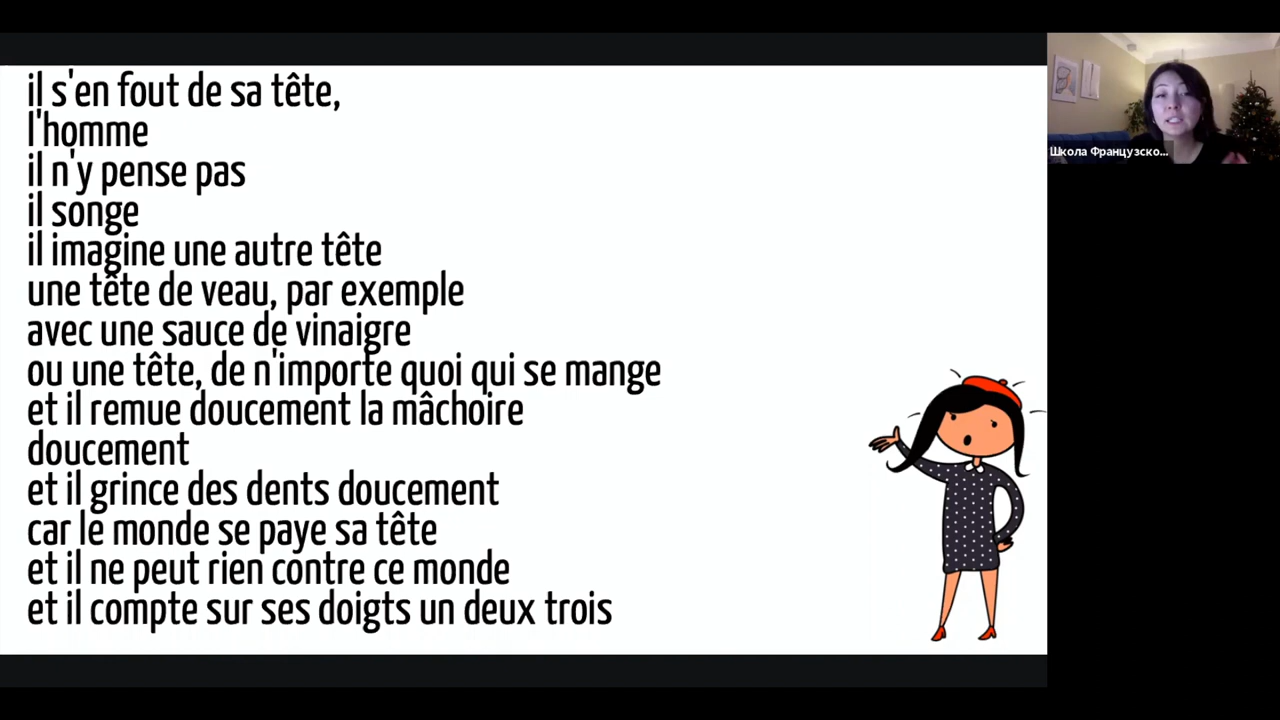 il s'en fout de sa tête,
l'homme
il n'y pense pas
il songe
il imagine une autre tête
une tête de veau, par exemple
avec une sauce de vinaigre
ou une tête, de n'importe quoi qui se mange
et il remue doucement la mâchoire
doucement
et il grince des dents doucement
car le monde se paye sa tête
et il ne peut rien contre ce monde
et il compte sur ses doigts un deux trois
Школа Французско...